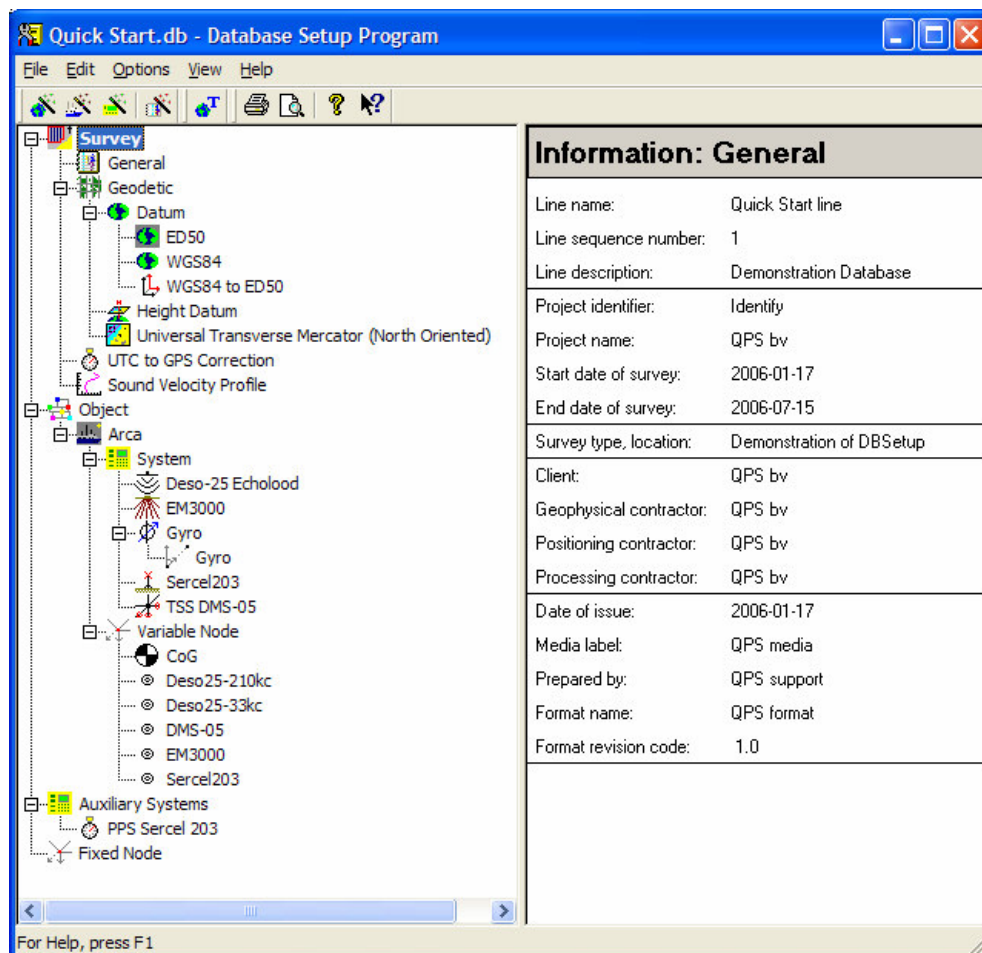 Quick Start.db - Database Setup Program
File Edit Options View Help
Survey
General
Geodetic
Datum
ED50
WGS84
WGS84 to ED50
Height Datum
Universal Transverse Mercator (North Oriented)
UTC to GPS Correction
Sound Velocity Profile
Object
Arca
System
Deso-25 Echolood
EM3000
Gyro
Gyro
Sercel203
TSS DMS-05
Variable Node
CoG
Deso25-210kc
Deso25-33kc
DMS-05
EM3000
Sercel203
Auxiliary Systems
PPS Sercel 203
Fixed Node
Information: General
Line name: Quick Start line
Line sequence number: 1
Line description: Demonstration Database
Project identifier: Identify
Project name: QPS bv
Start date of survey: 2006-01-17
End date of survey: 2006-07-15
Survey type, location: Demonstration of DBSetup
Client: QPS bv
Geophysical contractor: QPS bv
Positioning contractor: QPS bv
Processing contractor: QPS bv
Date of issue: 2006-01-17
Media label: QPS media
Prepared by: QPS support
Format name: QPS format
Format revision code: 1.0
For Help, press F1